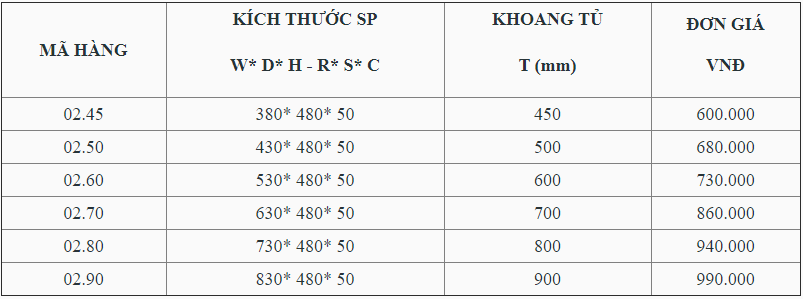 MÃ HÀNG
KÍCH THƯỚC SP
W* D* H - R* S* C
KHOANG TỦ
T (mm)
ĐƠN GIÁ
VNĐ
02.45 380* 480* 50 450 600.000
02.50 430* 480* 50 500 680.000
02.60 530* 480* 50 600 730.000
02.70 630* 480* 50 700 860.000
02.80 730* 480* 50 800 940.000
02.90 830* 480* 50 900 990.000